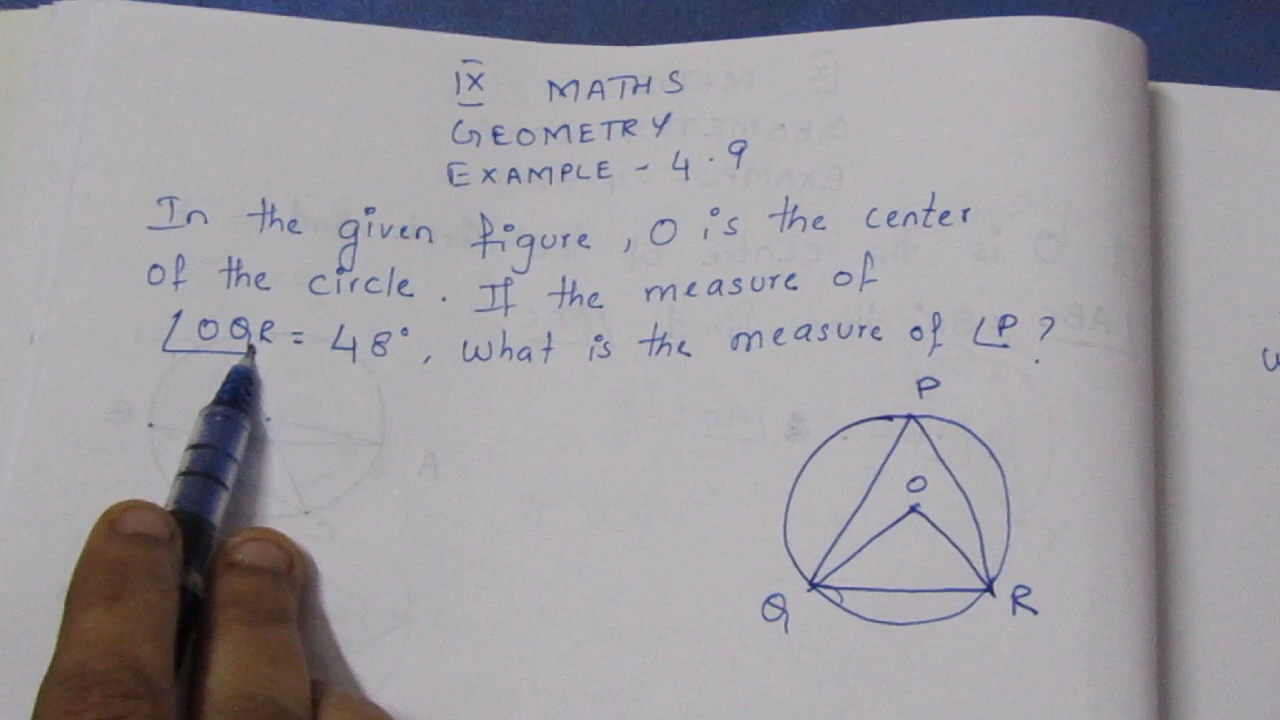 IX MATHS
GEOMETRY
EXAMPLE - 4.9
In the given figure, O is the center
of the circle. If the measure of
∠OQR = 48°, What is the measure of ∠P?
P
O
Q
R